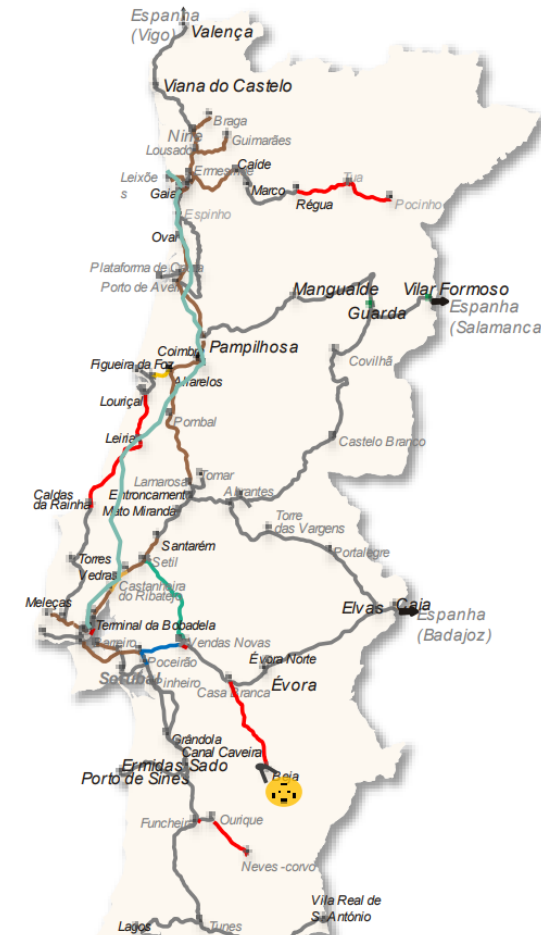 Espanha
(Vigo)
Valença
Viana do Castelo
Braga
Nine
Guimarães
Lousado
Caíde
Ermesinde
Leixõe
s
Gaia
Marco
Régua
Tua
Pocinho
Espinho
Ovar
Plataforma de Cacia
Porto de Aveiro
Mangualde
Vilar Formoso
Guarda
Espanha
(Salamanca
Coimbra
Pampilhosa
Figueira da Foz
Alfarelos
Covilhã
Louriçal
Pombal
Leiria
Castelo Branco
Tomar
Lamarosa
Caldas
da Rainha
Entroncamento
Abrantes
Mato Miranda
Torre
das Vargens
Santarém
Portalegre
Torres
Vedras
Setil
Castanheira
do Ribatejo
Meleças
Elvas
Caia
Espanha
(Badajoz)
Terminal da Bobadela
Barreiro
Vendas Novas
Poceirão
Évora Norte
Setúbal
Pinheiro
Casa Branca
Évora
Grândola
Canal Caveira
Ermidas-Sado
Porto de Sines
Beja
Funcheira
Ourique
Neves -corvo
Vila Real de
S. António
Lagos
Tunes